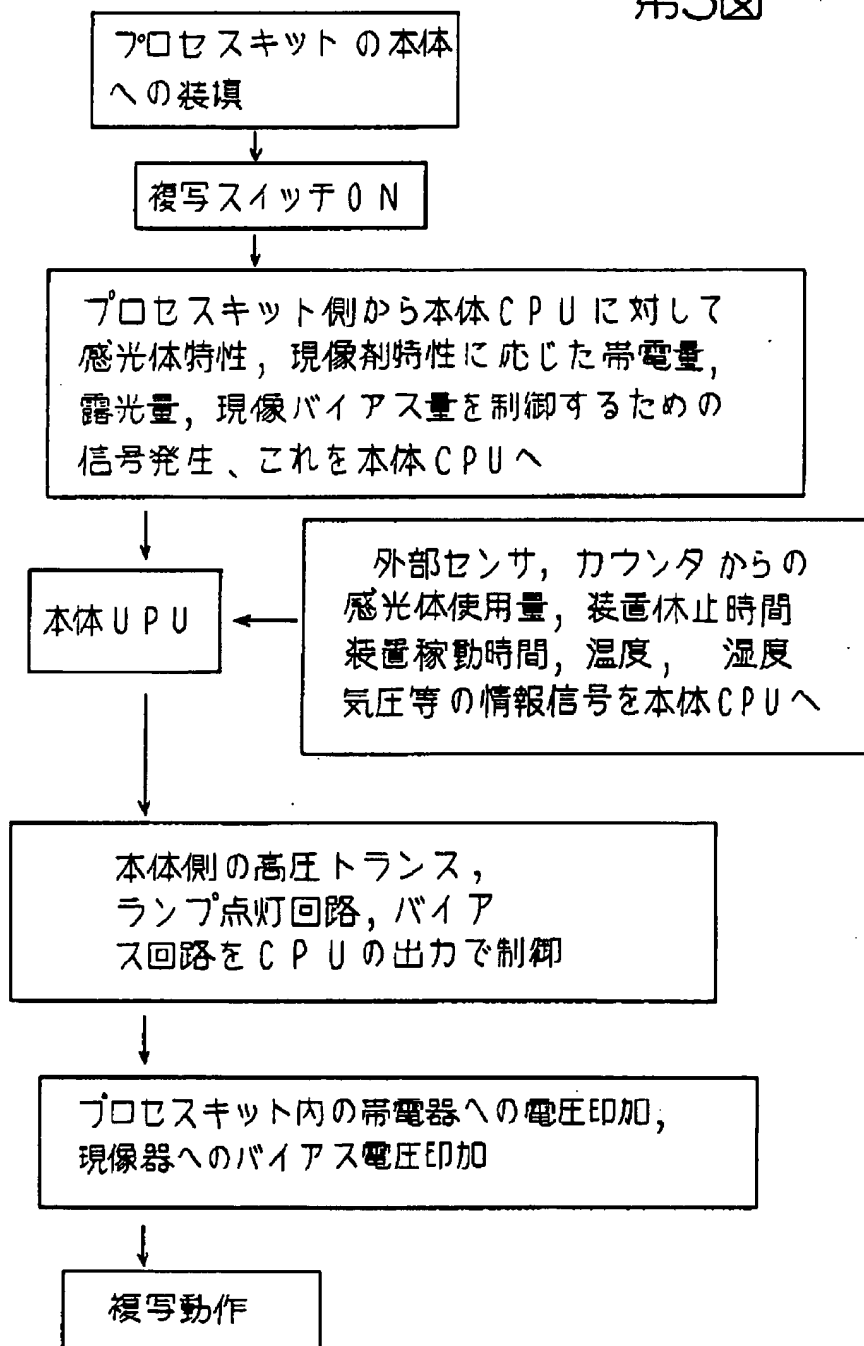 第3図
プロセスキットの本体
への装填
複写スイッチON
プロセスキット側から本体CPUに対して
感光体特性,現像剤特性に応じた帯電量,
露光量,現像バイアス量を制御するための
信号発生、これを本体CPUへ
本体UPU
外部センサ,カウンタからの
感光体使用量,装置休止時間
装置稼動時間,温度, 湿度
気圧等の情報信号を本体CPUへ
本体側の高圧トランス,
ランプ点灯回路,バイア
ス回路をCPUの出力で制御
プロセスキット内の帯電器への電圧印加,
現像器へのバイアス電圧印加
複写動作